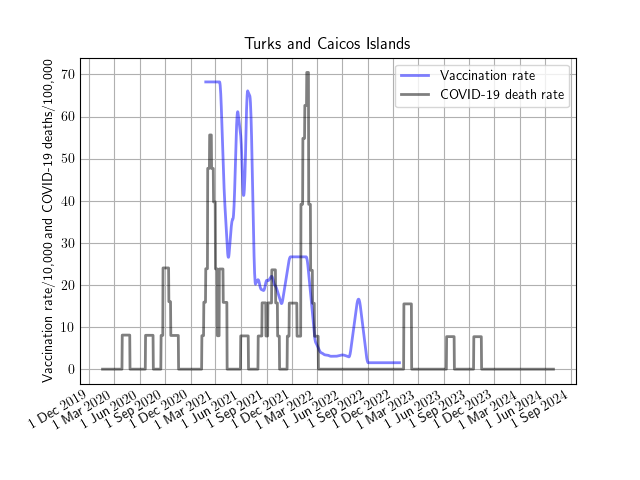 Turks and Caicos Islands
Vaccination rate/10,000 and COVID-19 deaths/100,000
Vaccination rate
COVID-19 death rate
70
60
50
40
30
20
10
0
1 Dec 2019
1 Mar 2020
1 Jun 2020
1 Sep 2020
1 Dec 2020
1 Mar 2021
1 Jun 2021
1 Sep 2021
1 Dec 2021
1 Mar 2022
1 Jun 2022
1 Sep 2022
1 Dec 2022
1 Mar 2023
1 Jun 2023
1 Sep 2023
1 Dec 2023
1 Mar 2024
1 Jun 2024
1 Sep 2024